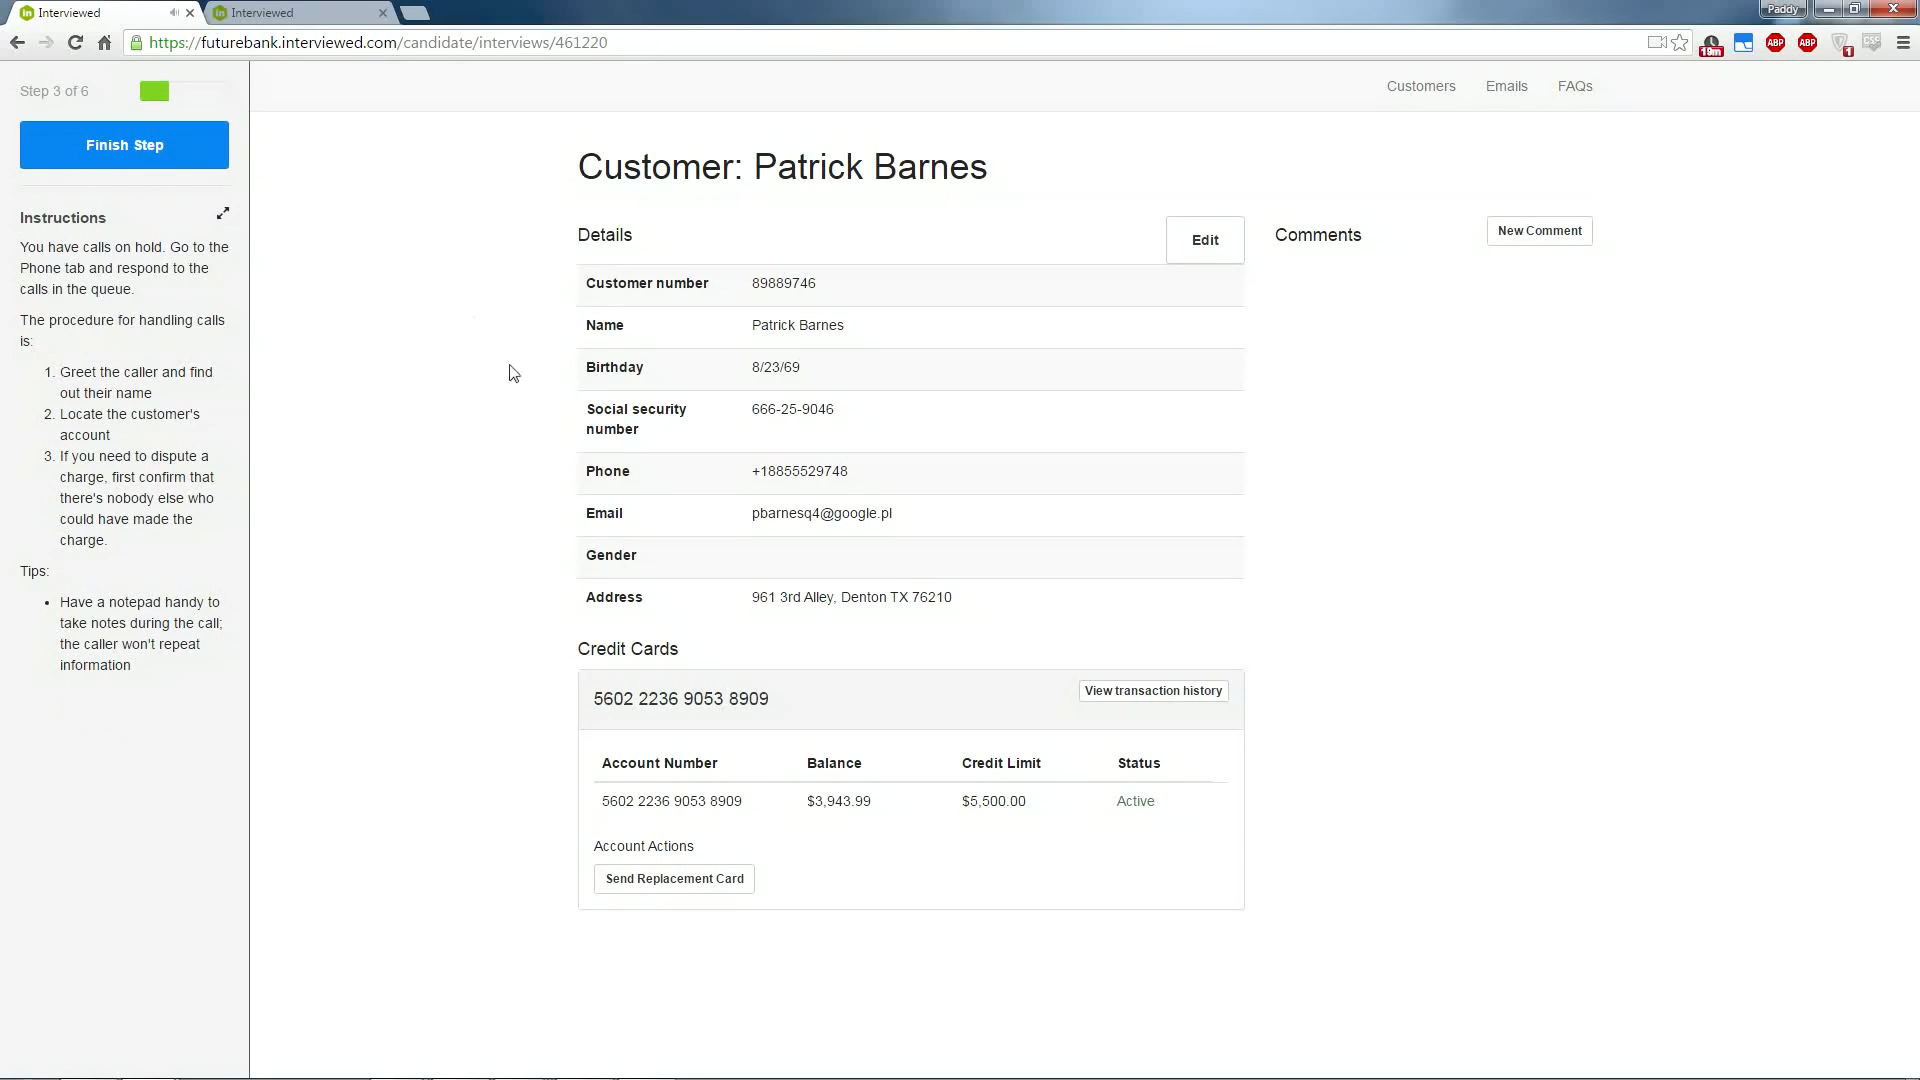 Interviewed
Interviewed
Paddy
https://futurebank.interviewed.com/candidate/interviews/461220
19m
ABP
ABP
1
Step 3 of 6
Customers
Emails
FAQs
Finish Step
Instructions
You have calls on hold. Go to the
Phone tab and respond to the
calls in the queue.
The procedure for handling calls
is:
1. Greet the caller and find
out their name
2. Locate the customer's
account
3. If you need to dispute a
charge, first confirm that
there's nobody else who
could have made the
charge.
Tips:
• Have a notepad handy to
take notes during the call;
the caller won't repeat
information
Customer: Patrick Barnes
Details
Edit
Customer number 89889746
Name Patrick Barnes
Birthday 8/23/69
Social security
number
666-25-9046
Phone +18855529748
Email pbarnesq4@google.pl
Gender
Address 961 3rd Alley, Denton TX 76210
Comments
New Comment
Credit Cards
5602 2236 9053 8909
View transaction history
Account Number Balance Credit Limit Status
5602 2236 9053 8909 $3,943.99 $5,500.00 Active
Account Actions
Send Replacement Card